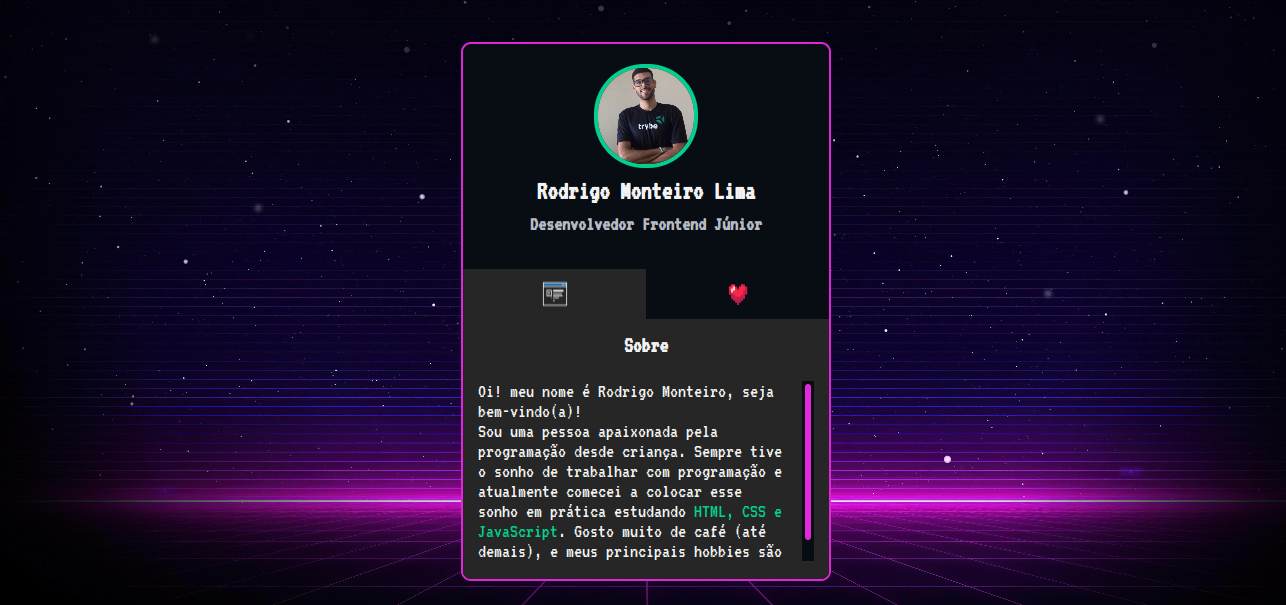 trybe
Rodrigo Monteiro Lima
Desenvolvedor Frontend Júnior
Sobre
Oi! meu nome é Rodrigo Monteiro, seja
bem-vindo(a)!
Sou uma pessoa apaixonada pela
programação desde criança. Sempre tive
o sonho de trabalhar com programação e
atualmente comecei a colocar esse
sonho em prática estudando HTML, CSS e
JavaScript. Gosto muito de café (até
demais), e meus principais hobbies são